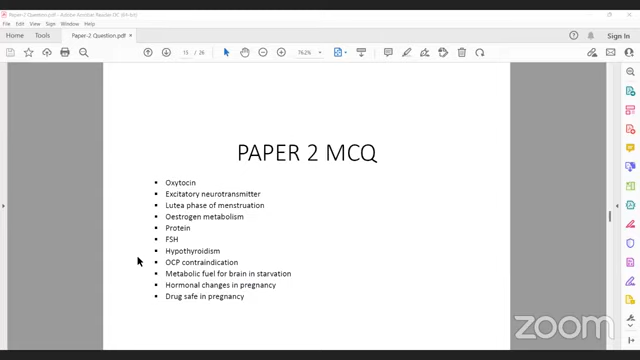 Paper-2 Question.pdf - Adobe Acrobat Reader DC (64-bit)
File Edit View Sign Window Help
Home Tools Paper-2 Question.pdf × Sign In
15 / 26 76.2%
PAPER 2 MCQ
▪ Oxytocin
▪ Excitatory neurotransmitter
▪ Lutea phase of menstruation
▪ Oestrogen metabolism
▪ Protein
▪ FSH
▪ Hypothyroidism
▪ OCP contraindication
▪ Metabolic fuel for brain in starvation
▪ Hormonal changes in pregnancy
▪ Drug safe in pregnancy
zoom